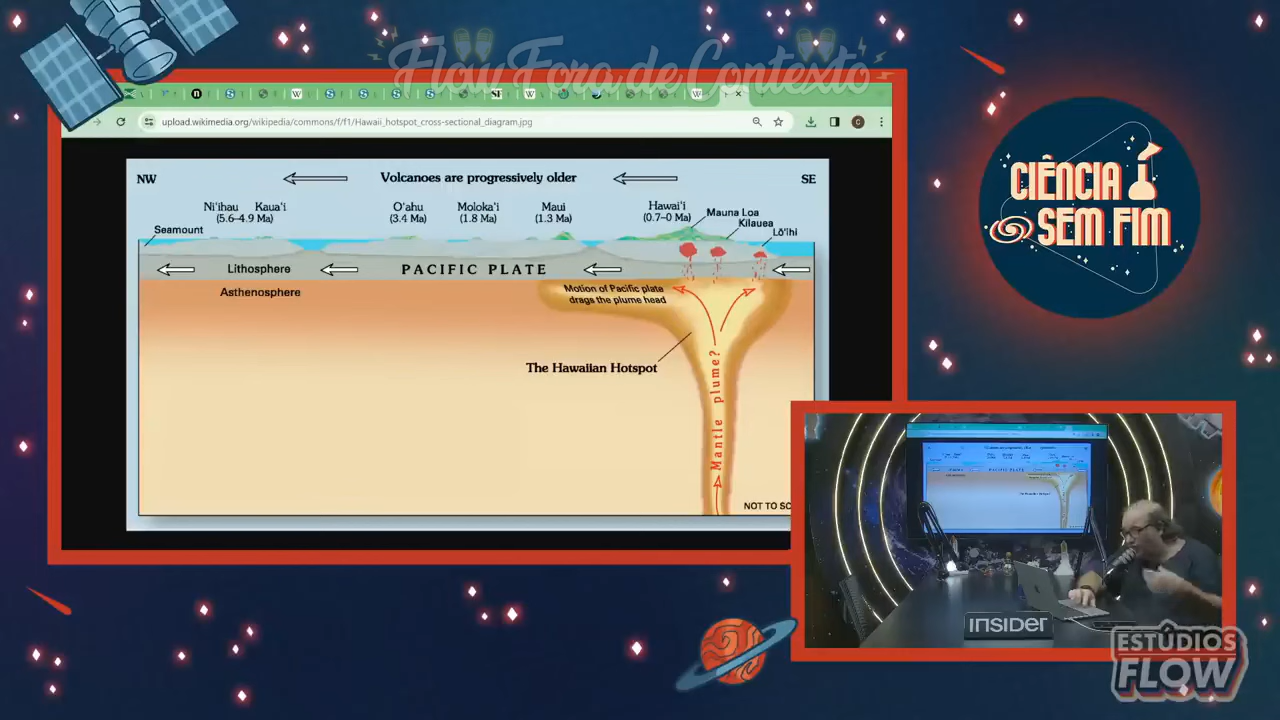 Flow Fora de Contexto
upload.wikimedia.org/wikipedia/commons/f/f1/Hawaii_hotspot_cross-sectional_diagram.jpg
NW
Volcanoes are progressively older
SE
Ni'ihau Kaua'i
(5.6–4.9 Ma)
O'ahu
(3.4 Ma)
Moloka'i
(1.8 Ma)
Maui
(1.3 Ma)
Hawai'i
(0.7–0 Ma)
Mauna Loa
Kilauea
Lō'ihi
Seamount
Lithosphere
PACIFIC PLATE
Asthenosphere
Motion of Pacific plate
drags the plume head
The Hawaiian Hotspot
Mantle plume?
NOT TO SC
CIÊNCIA
SEM FIM
PACIFIC PLATE
INSIDER
ESTÚDIOS
FLOW